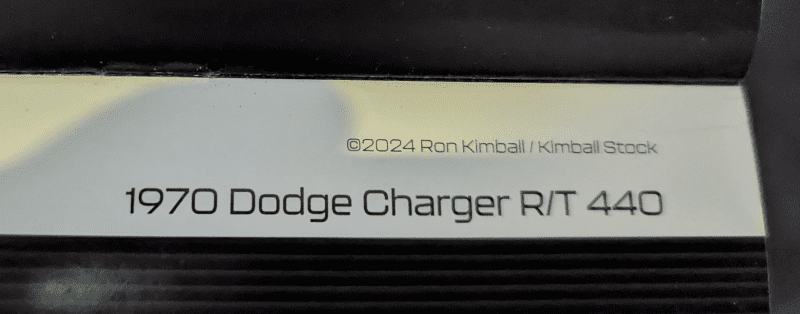 ©2024 Ron Kimball / Kimball Stock
1970 Dodge Charger R/T 440